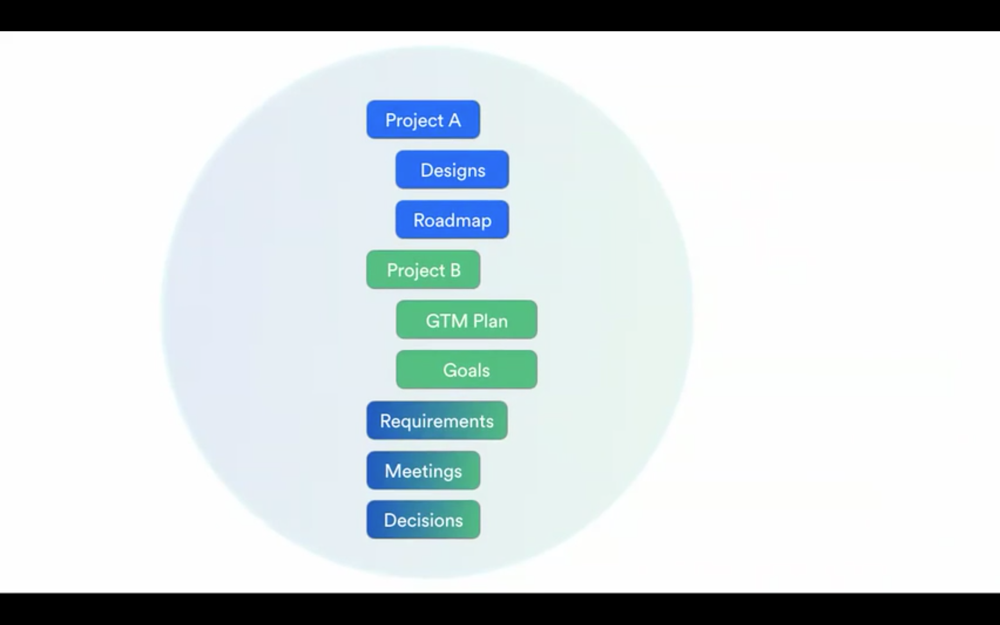 Project A
Designs
Roadmap
Project B
GTM Plan
Goals
Requirements
Meetings
Decisions